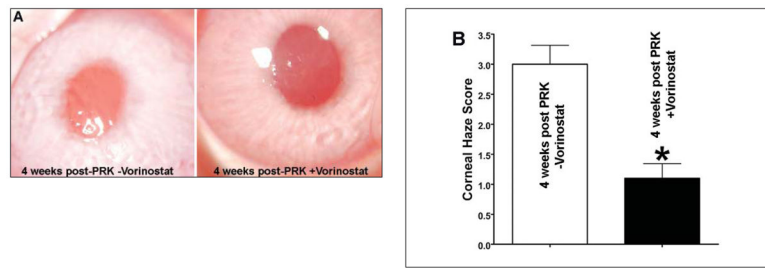 A
4 weeks post-PRK -Vorinostat
4 weeks post-PRK +Vorinostat
B
Corneal Haze Score
3.5
3.0
2.5
2.0
1.5
1.0
0.5
0.0
4 weeks post PRK
-Vorinostat
4 weeks post PRK
+Vorinostat
*